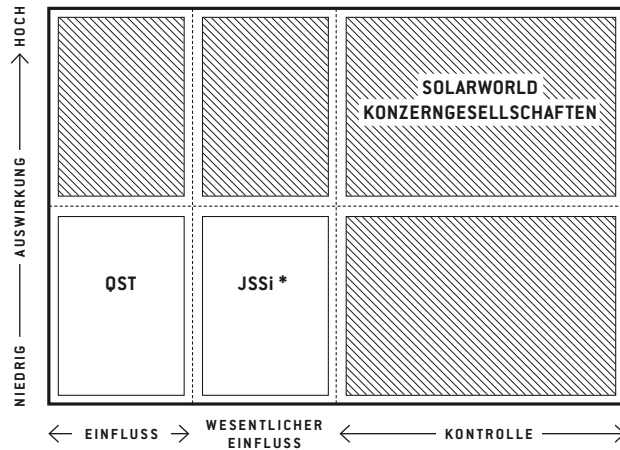 HOCH
AUSWIRKUNG
NIEDRIG
SOLARWORLD
KONZERNGESELLSCHAFTEN
QST
JSSi *
EINFLUSS
WESENTLICHER
EINFLUSS
KONTROLLE